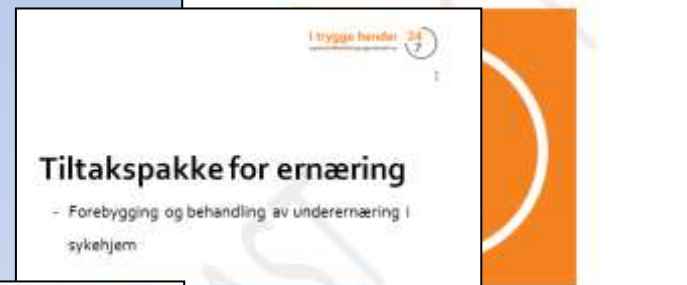 I trygge hender 24
7
Tiltakspakke for ernæring
- Forebygging og behandling av underernæring i
sykehjem